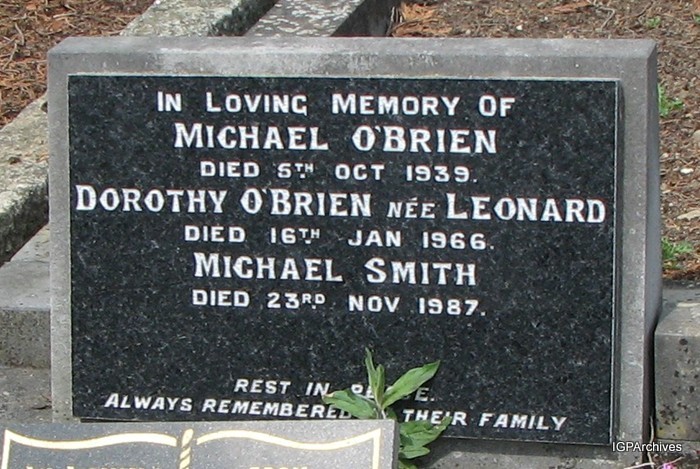 IN LOVING MEMORY OF
MICHAEL O'BRIEN
DIED 5TH OCT 1939.
DOROTHY O'BRIEN NÉE LEONARD
DIED 16TH JAN 1966.
MICHAEL SMITH
DIED 23RD NOV 1987.
REST IN
ALWAYS REMEMBERED THEIR FAMILY
IGPArchives